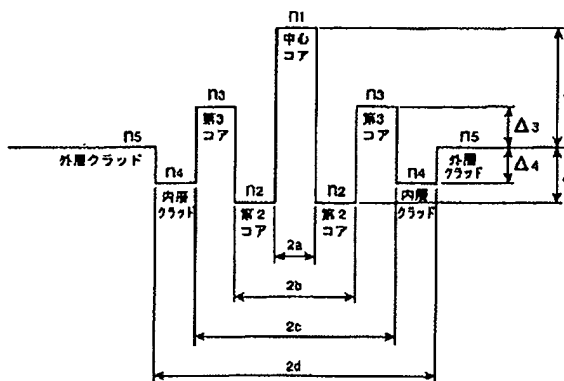 n1
中心
コア
n3
第3
コア
n3
第3
コア
Δ3
n5
外層クラッド
n5
外層
クラッド
Δ4
n4
内層
クラッド
n2
第2
コア
n2
第2
コア
n4
内層
クラッド
2a
2b
2c
2d